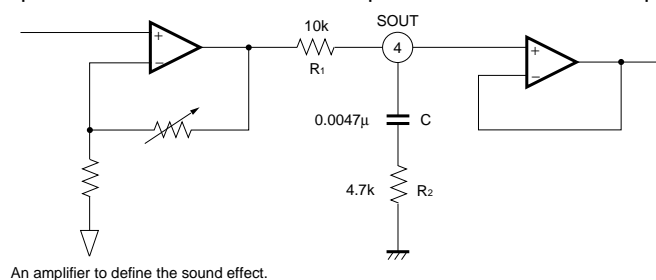 10k
SOUT
+
−
R1
4
+
−
0.0047μ
C
4.7k
R2
An amplifier to define the sound effect.